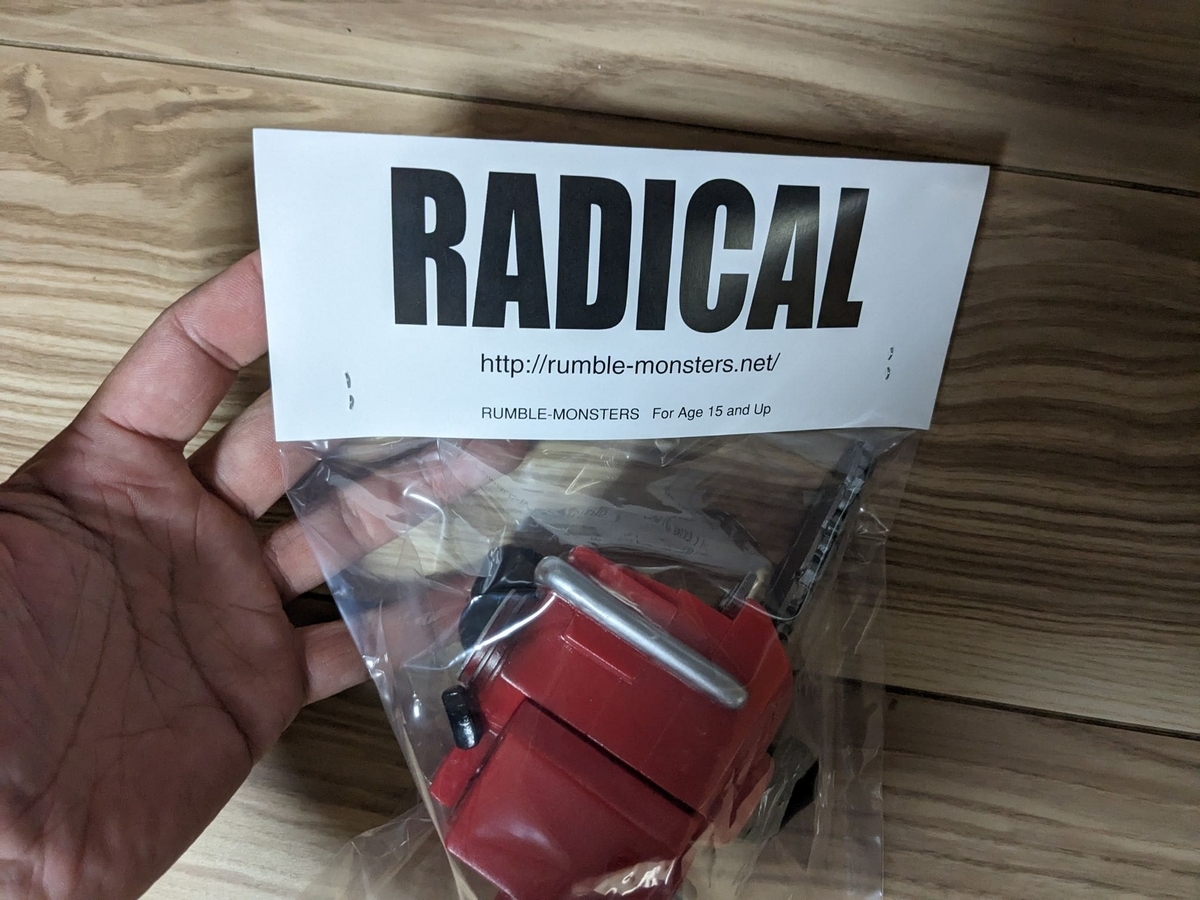 RADICAL
http://rumble-monsters.net/
RUMBLE-MONSTERS For Age 15 and Up